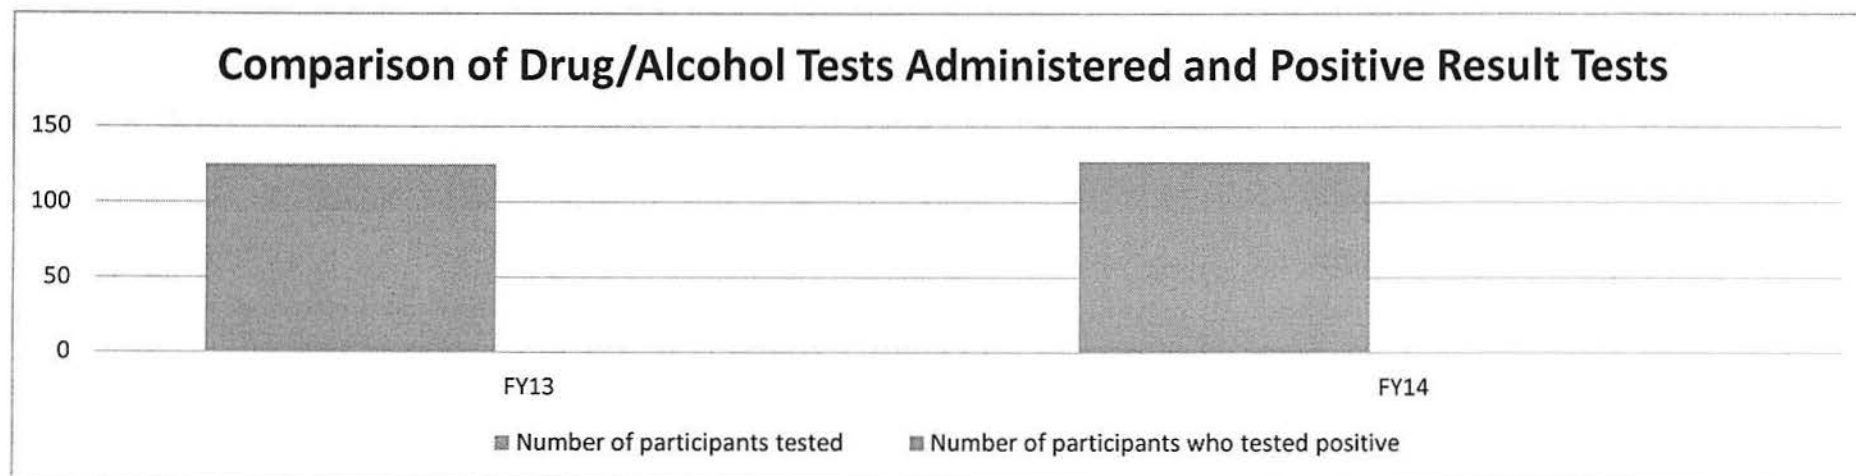 Comparison of Drug/Alcohol Tests Administered and Positive Result Tests
150
100
50
0
FY13 FY14
Number of participants tested Number of participants who tested positive